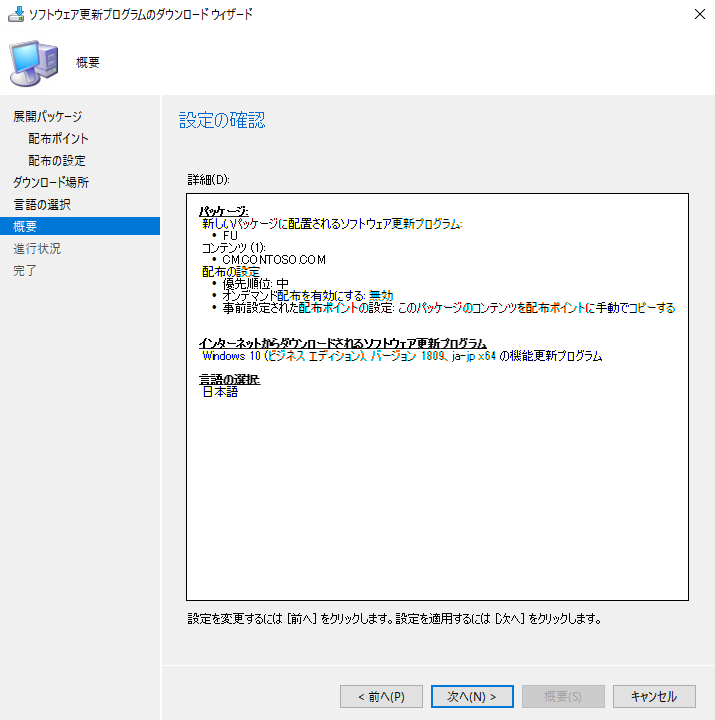 ソフトウェア更新プログラムのダウンロード ウィザード
概要
展開パッケージ
配布ポイント
配布の設定
ダウンロード場所
言語の選択
概要
進行状況
完了
設定の確認
詳細(D):
パッケージ:
新しいパッケージに配置されるソフトウェア更新プログラム:
• FU
コンテンツ (1):
• CM.CONTOSO.COM
配布の設定
• 優先順位: 中
• オンデマンド配布を有効にする: 無効
• 事前設定された配布ポイントの設定: このパッケージのコンテンツを配布ポイントに手動でコピーする
インターネットからダウンロードされるソフトウェア更新プログラム
Windows 10 (ビジネス エディション)、バージョン 1809、ja-jp x64 の機能更新プログラム
言語の選択:
日本語
設定を変更するには [前へ] をクリックします。設定を適用するには [次へ] をクリックします。
< 前へ(P)
次へ(N) >
概要(S)
キャンセル